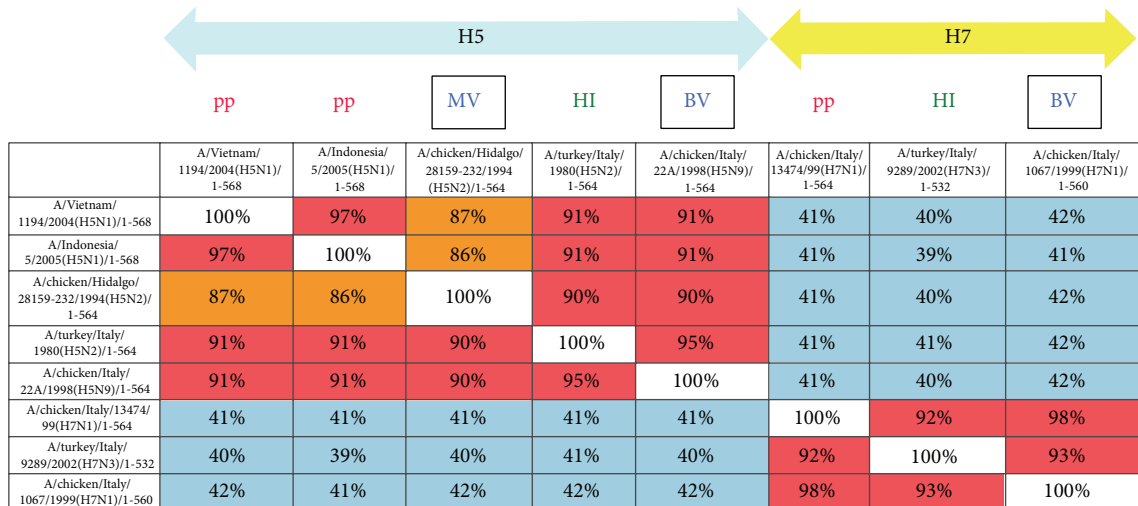 H5 H7
pp pp MV HI BV pp HI BV
A/Vietnam/ A/Indonesia/ A/chicken/Hidalgo/ A/turkey/Italy/ A/chicken/Italy/ A/chicken/Italy/ A/turkey/Italy/ A/chicken/Italy/
1194/2004(H5N1)/ 5/2005(H5N1)/ 28159-232/1994 1980(H5N2)/ 22A/1998(H5N9)/ 13474/99(H7N1)/ 9289/2002(H7N3)/ 1067/1999(H7N1)/
1-568 1-568 (H5N2)/1-564 1-564 1-564 1-564 1-532 1-560
A/Vietnam/
1194/2004(H5N1)/1-568 100% 97% 87% 91% 91% 41% 40% 42%
A/Indonesia/
5/2005(H5N1)/1-568 97% 100% 86% 91% 91% 41% 39% 41%
A/chicken/Hidalgo/
28159-232/1994(H5N2)/ 87% 86% 100% 90% 90% 41% 40% 42%
1-564
A/turkey/Italy/
1980(H5N2)/1-564 91% 91% 90% 100% 95% 41% 41% 42%
A/chicken/Italy/
22A/1998(H5N9)/1-564 91% 91% 90% 95% 100% 41% 40% 42%
A/chicken/Italy/13474/
99(H7N1)/1-564 41% 41% 41% 41% 41% 100% 92% 98%
A/turkey/Italy/
9289/2002(H7N3)/1-532 40% 39% 40% 41% 40% 92% 100% 93%
A/chicken/Italy/
1067/1999(H7N1)/1-560 42% 41% 42% 42% 42% 98% 93% 100%